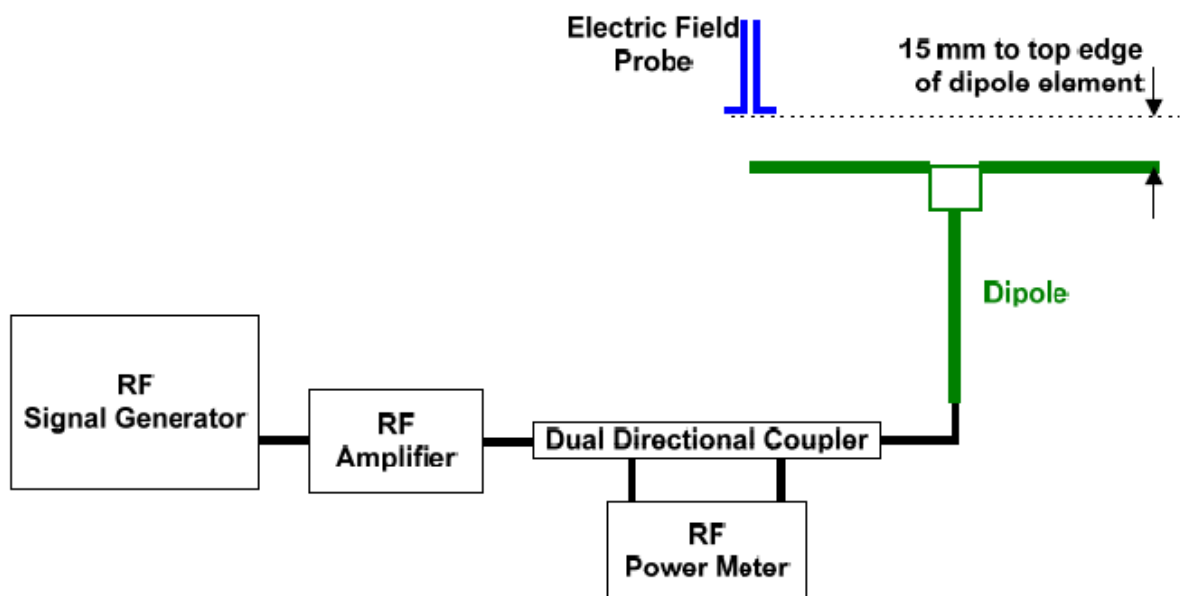 Electric Field
Probe
15 mm to top edge
of dipole element
Dipole
RF
Signal Generator
RF
Amplifier
Dual Directional Coupler
RF
Power Meter